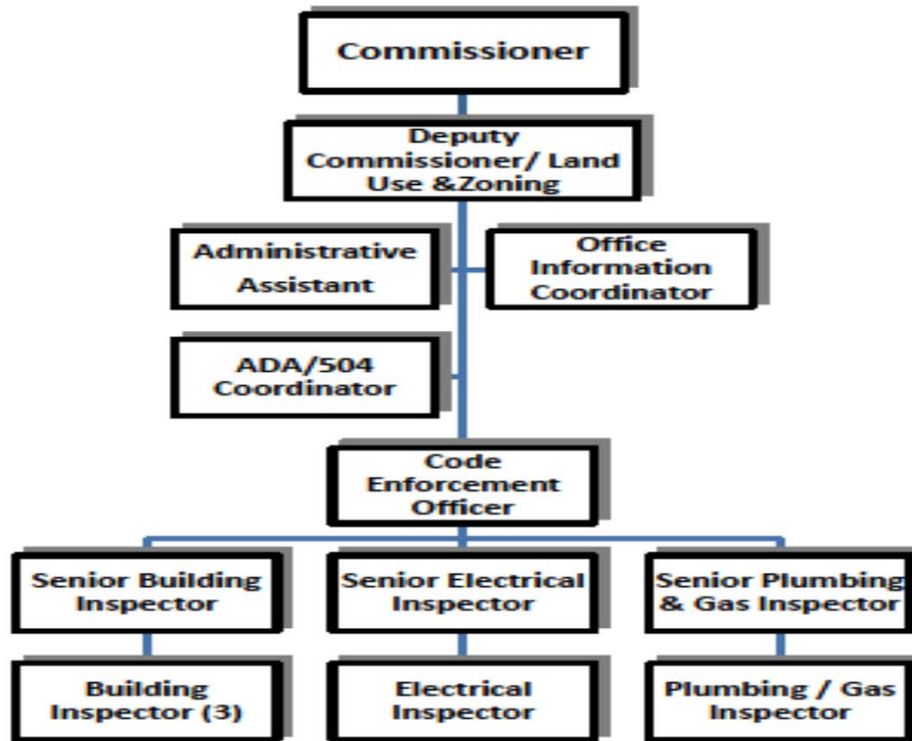 Commissioner
Deputy
Commissioner/ Land
Use &Zoning
Administrative
Assistant
Office
Information
Coordinator
ADA/504
Coordinator
Code
Enforcement
Officer
Senior Building
Inspector
Senior Electrical
Inspector
Senior Plumbing
& Gas Inspector
Building
Inspector (3)
Electrical
Inspector
Plumbing / Gas
Inspector